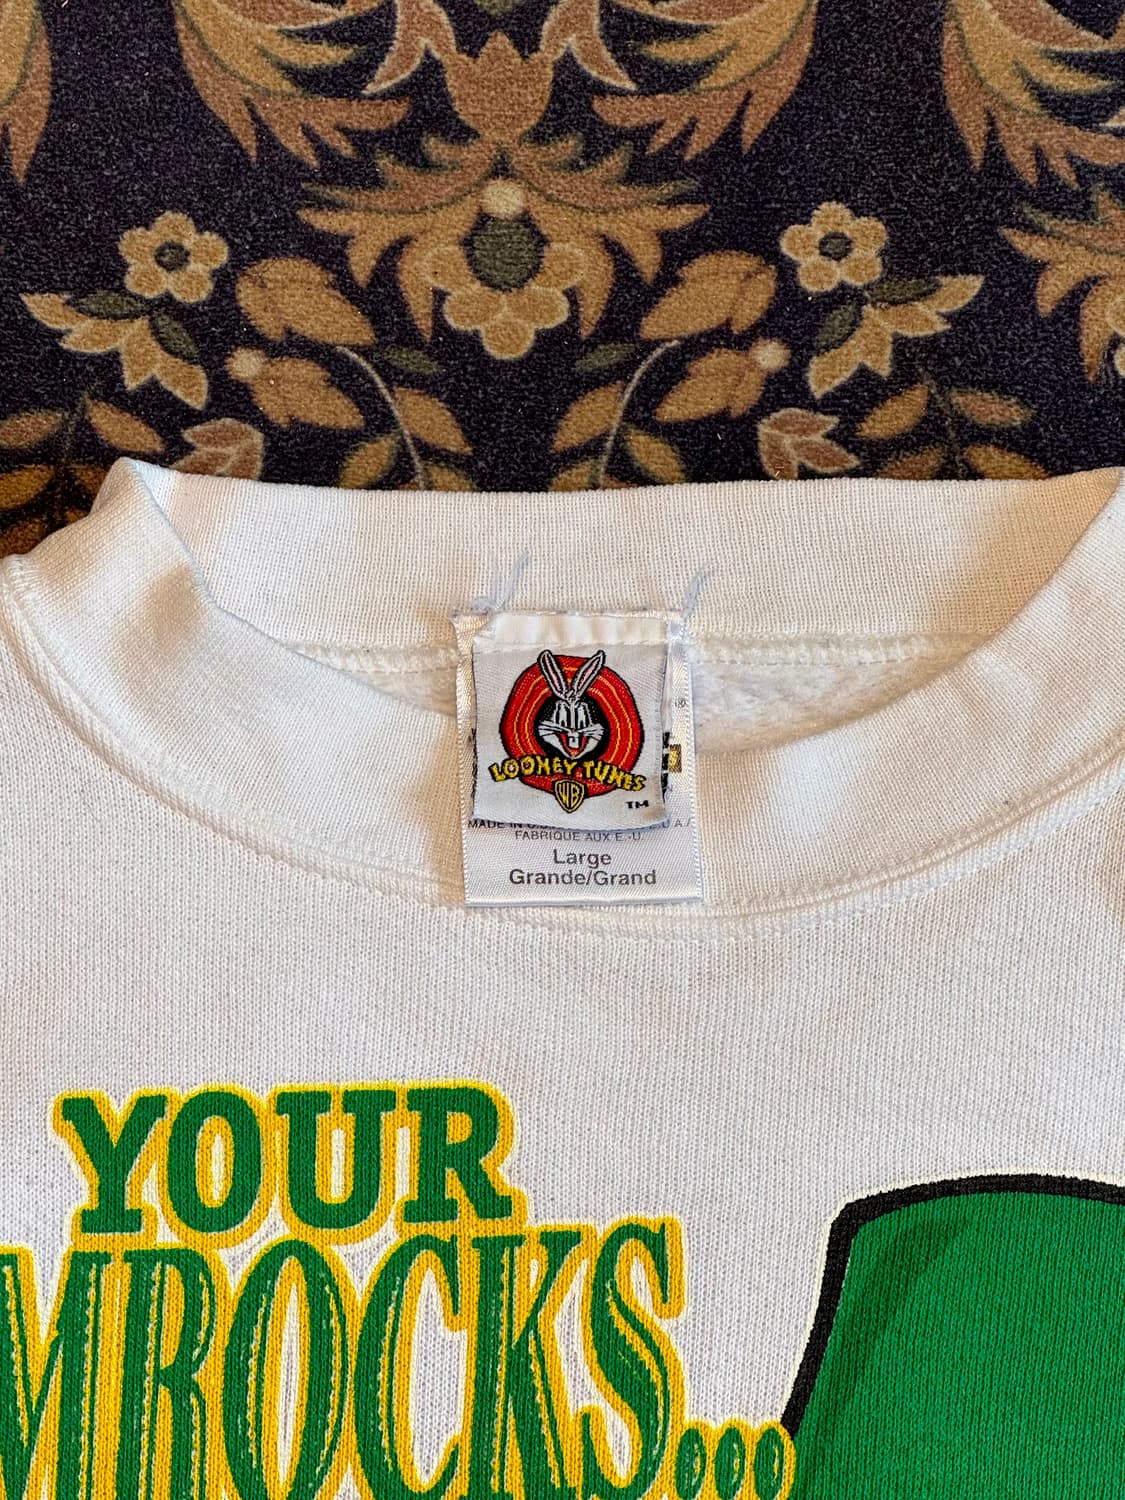 LOONEY TUNES
WB
TM
®
MADE IN U.S.
U A /
FABRIQUE AUX E.-U.
Large
Grande/Grand
YOUR
MROCKS...